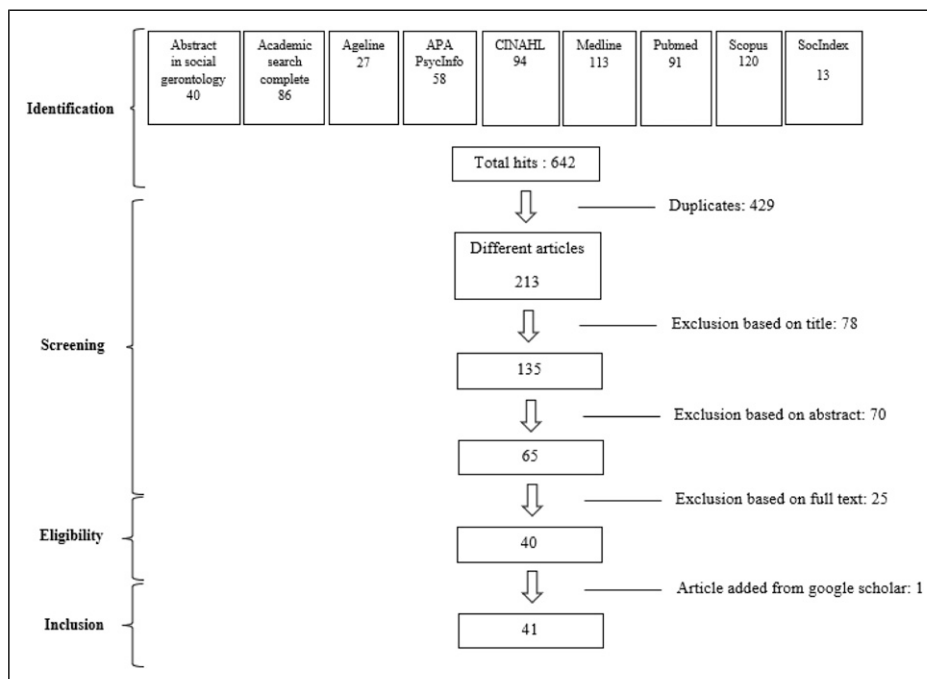 Abstract
in social
gerontology
40
Academic
search
complete
86
Ageline
27
APA
PsycInfo
58
CINAHL
94
Medline
113
Pubmed
91
Scopus
120
SocIndex
13
Identification
Total hits : 642
Duplicates: 429
Different articles
213
Exclusion based on title: 78
Screening
135
Exclusion based on abstract: 70
65
Exclusion based on full text: 25
Eligibility
40
Article added from google scholar: 1
Inclusion
41